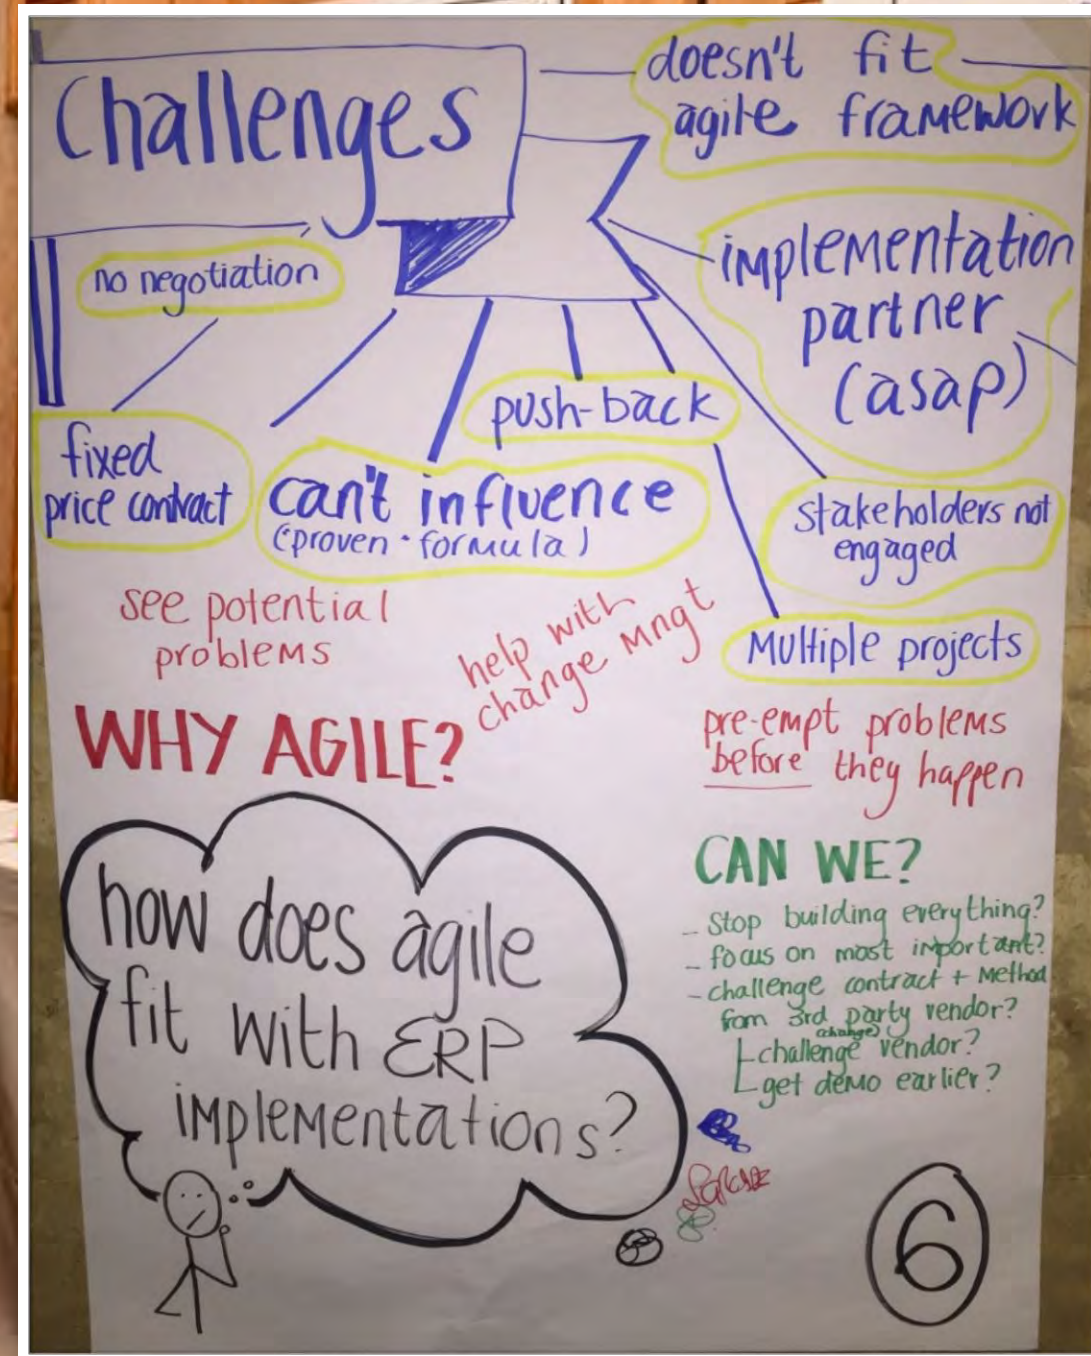 Challenges
doesn't fit
agile framework
no negotiation
implementation
partner
(asap)
push-back
fixed
price contract
can't influence
("proven" formula)
stakeholders not
engaged
Multiple projects
see potential
problems
help with
change Mngt
WHY AGILE?
pre-empt problems
before they happen
how does agile
fit with ERP
implementations?
CAN WE?
- Stop building everything?
- focus on most important?
- challenge contract + Method
from 3rd party vendor?
(change)
challenge vendor?
get demo earlier?
6